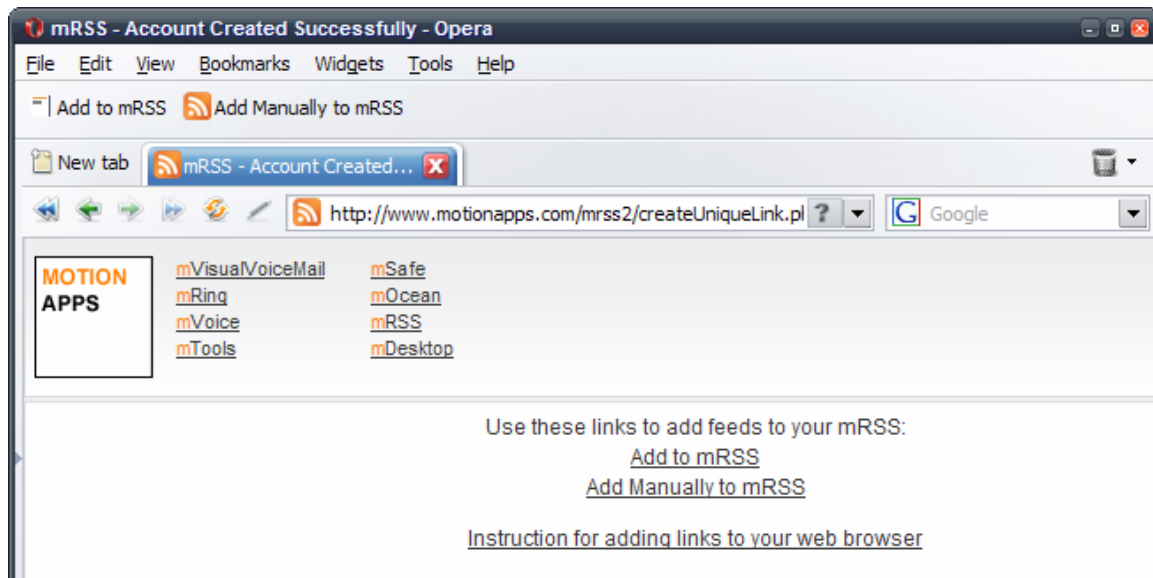 mRSS - Account Created Successfully - Opera
File Edit View Bookmarks Widgets Tools Help
Add to mRSS Add Manually to mRSS
New tab mRSS - Account Created...
http://www.motionapps.com/mrss2/createUniqueLink.pl ? G Google
MOTION
APPS
mVisualVoiceMail mSafe
mRing mOcean
mVoice mRSS
mTools mDesktop
Use these links to add feeds to your mRSS:
Add to mRSS
Add Manually to mRSS
Instruction for adding links to your web browser